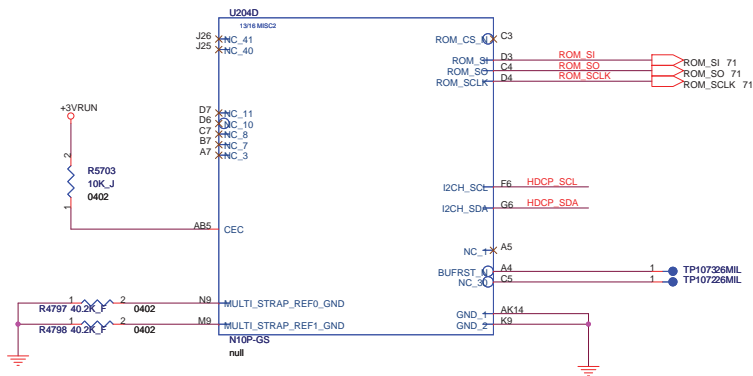 U204D
13/16 MISC2
J26 NC_41
J25 NC_40
ROM_CS_N C3
ROM_SI D3 ROM_SI ROM_SI 71
ROM_SO C4 ROM_SO ROM_SO 71
ROM_SCLK D4 ROM_SCLK ROM_SCLK 71
D7 NC_11
D6 NC_10
C7 NC_8
B7 NC_7
A7 NC_3
+3VRUN
2
R5703
10K_J
0402
1
I2CH_SCL F6 HDCP_SCL
I2CH_SDA G6 HDCP_SDA
AB5 CEC
NC_1 A5
BUFRST_N A4 1 TP107326MIL
NC_30 C5 1 TP107226MIL
1 2 N9 MULTI_STRAP_REF0_GND
R4797 40.2K_F 0402
1 2 M9 MULTI_STRAP_REF1_GND
R4798 40.2K_F 0402
GND_1 AK14
GND_2 K9
N10P-GS
null